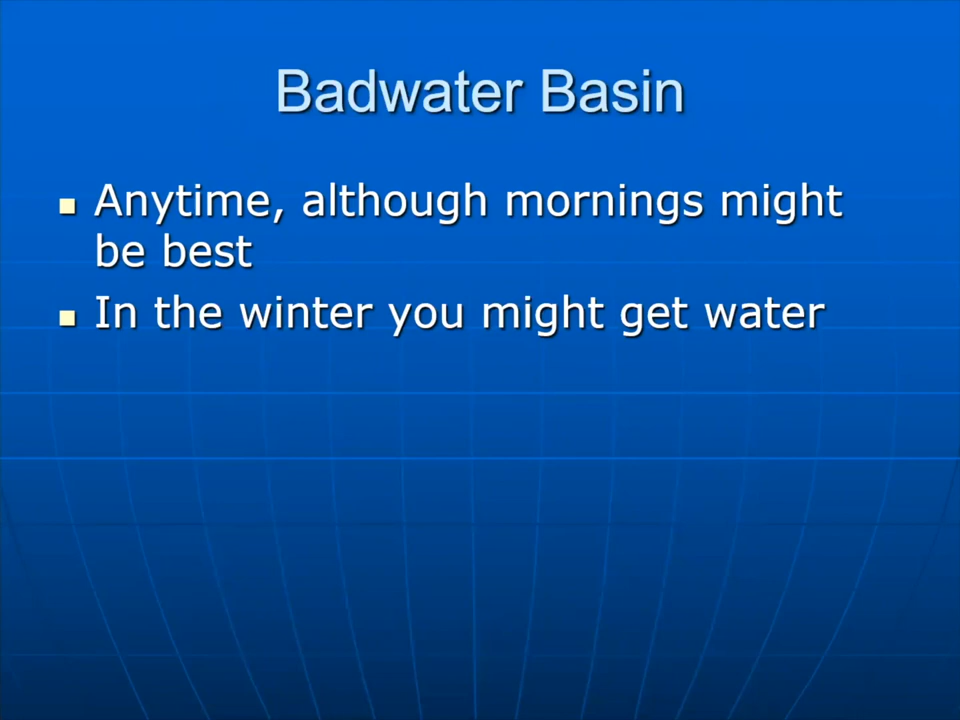 Badwater Basin
Anytime, although mornings might
be best
In the winter you might get water